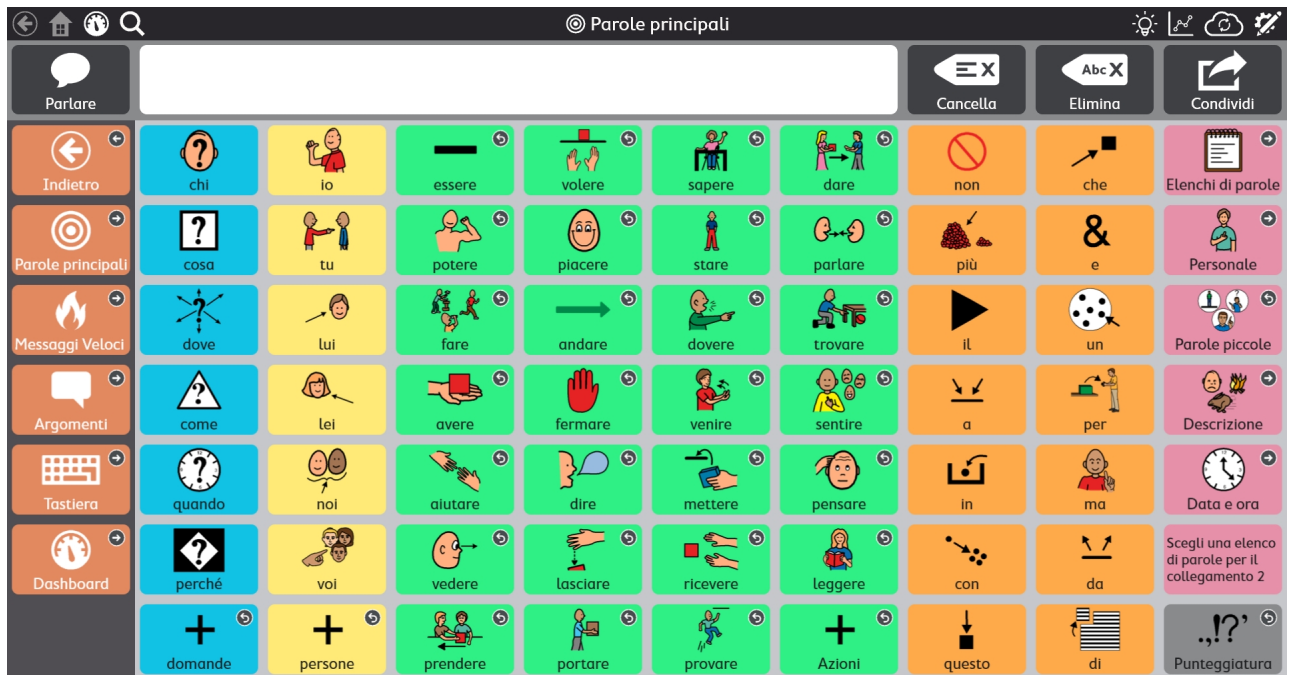 Parole principali
Parlare
Abc X
Cancella
Elimina
Condividi
Indietro
chi
io
essere
volere
sapere
dare
non
che
Elenchi di parole
Parole principali
cosa
tu
potere
piacere
stare
parlare
più
&
e
Personale
Messaggi Veloci
dove
lui
fare
andare
dovere
trovare
il
un
Parole piccole
Argomenti
come
lei
avere
fermare
venire
sentire
a
per
Descrizione
Tastiera
quando
noi
aiutare
dire
mettere
pensare
in
ma
Data e ora
Dashboard
perché
voi
vedere
lasciare
ricevere
leggere
con
da
Scegli una elenco
di parole per il
collegamento 2
domande
persone
prendere
portare
provare
Azioni
questo
di
.,!?’
Punteggiatura